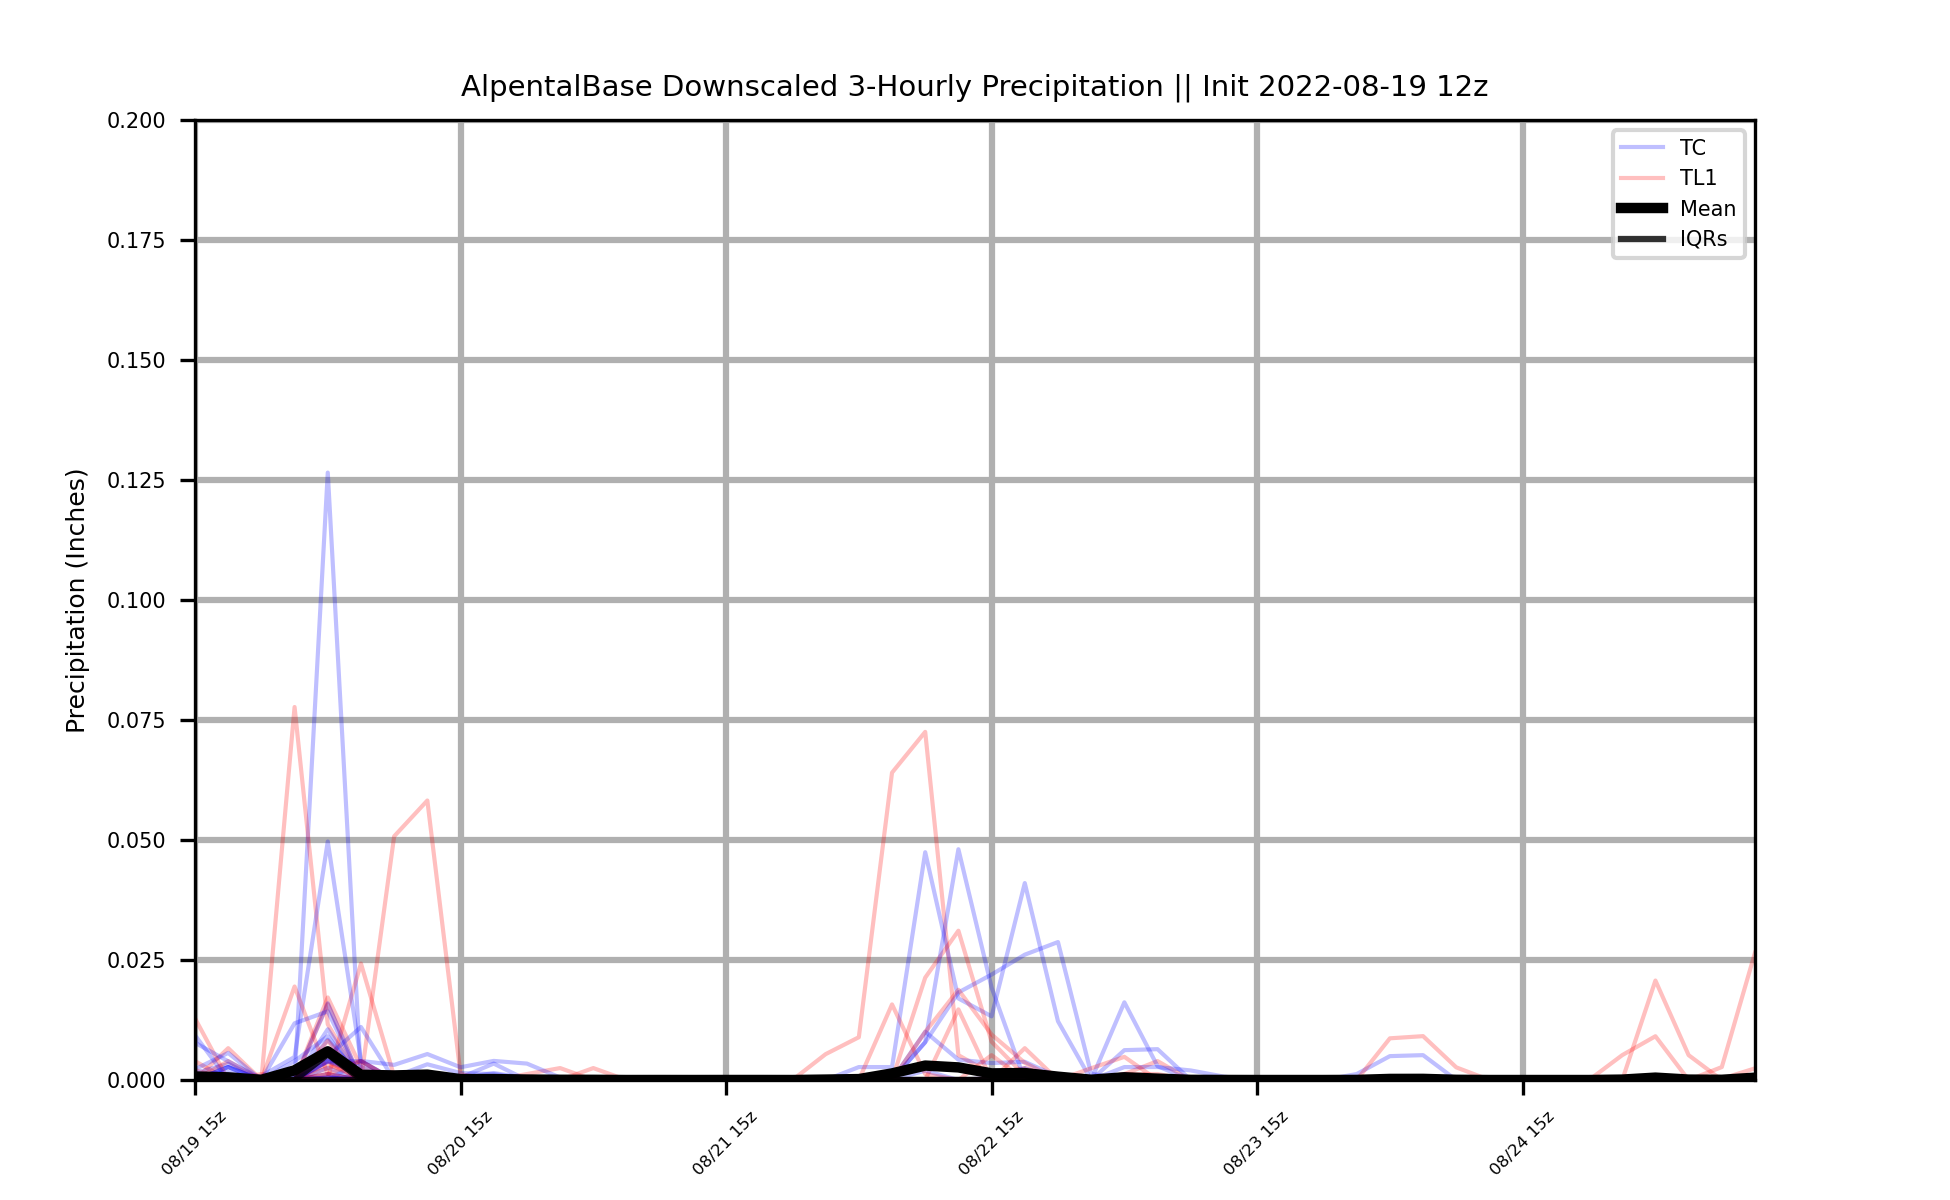 AlpentalBase Downscaled 3-Hourly Precipitation || Init 2022-08-19 12z
Precipitation (Inches)
0.200
0.175
0.150
0.125
0.100
0.075
0.050
0.025
0.000
TC
TL1
Mean
IQRs
08/19 15z
08/20 15z
08/21 15z
08/22 15z
08/23 15z
08/24 15z